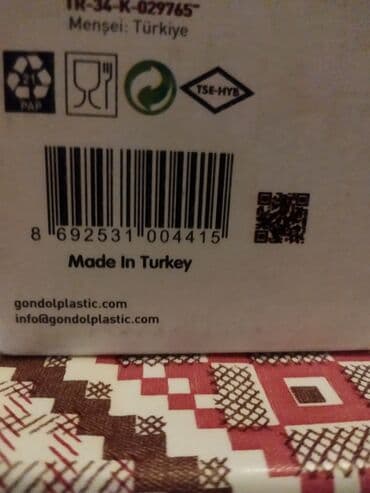 TR-34-K-029765
Menşei: Türkiye
21
PAP
TSE-HYB
8 692531 004415
Made In Turkey
gondolplastic.com
info@gondolplastic.com